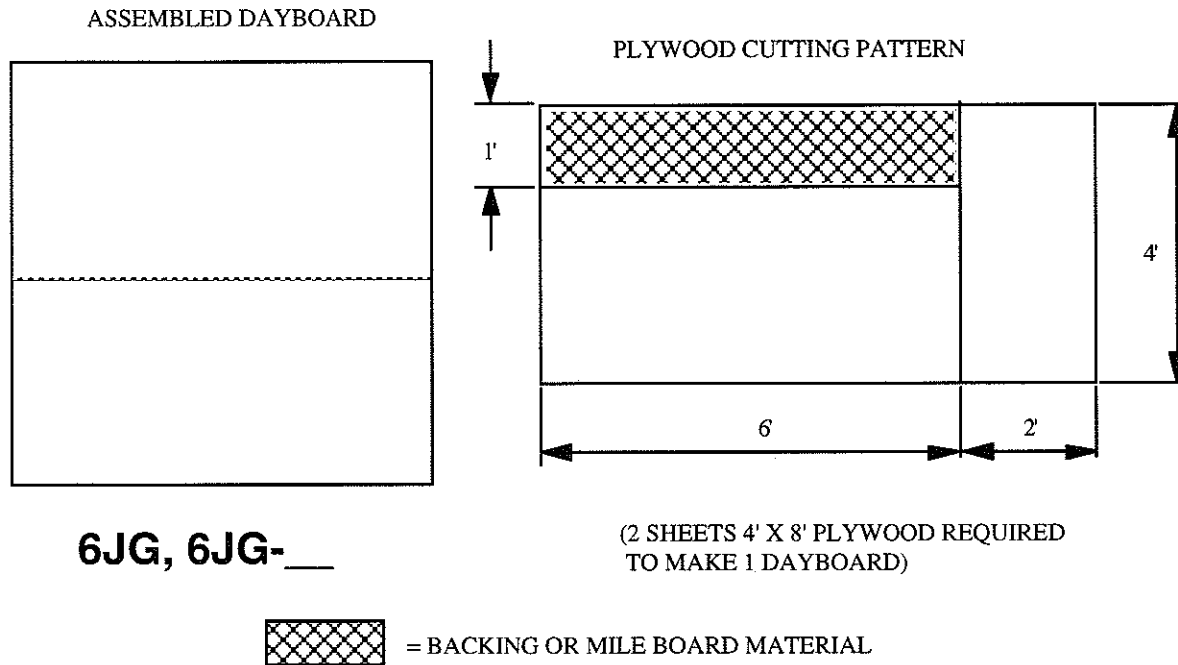 ASSEMBLED DAYBOARD
PLYWOOD CUTTING PATTERN
1'
4'
6'
2'
6JG, 6JG-__
(2 SHEETS 4' X 8' PLYWOOD REQUIRED
TO MAKE 1 DAYBOARD)
= BACKING OR MILE BOARD MATERIAL